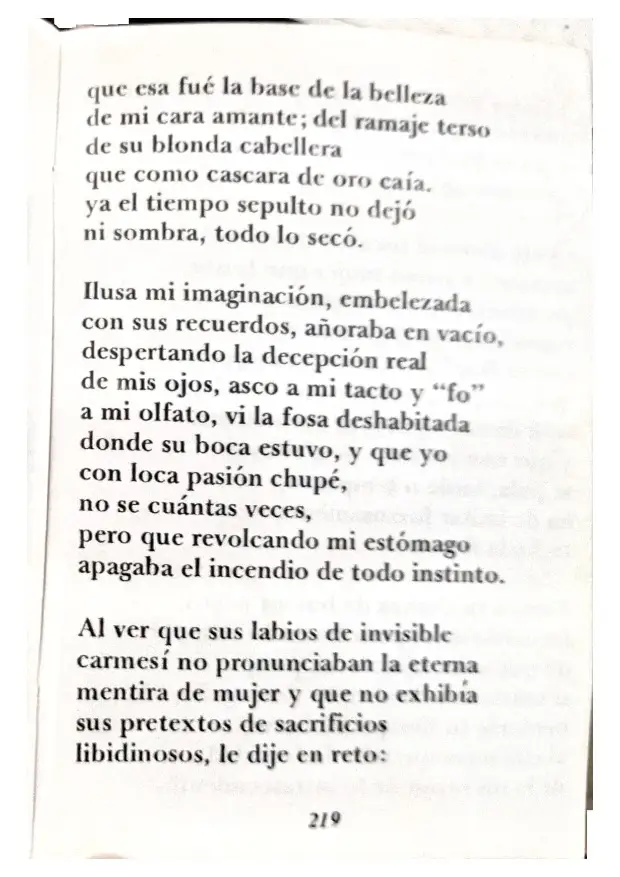 que esa fué la base de la belleza
de mi cara amante; del ramaje terso
de su blonda cabellera
que como cascara de oro caía.
ya el tiempo sepulto no dejó
ni sombra, todo lo secó.
Ilusa mi imaginación, embelezada
con sus recuerdos, añoraba en vacío,
despertando la decepción real
de mis ojos, asco a mi tacto y “fo”
a mi olfato, vi la fosa deshabitada
donde su boca estuvo, y que yo
con loca pasión chupé,
no se cuántas veces,
pero que revolcando mi estómago
apagaba el incendio de todo instinto.
Al ver que sus labios de invisible
carmesí no pronunciaban la eterna
mentira de mujer y que no exhibía
sus pretextos de sacrificios
libidinosos, le dije en reto:
219